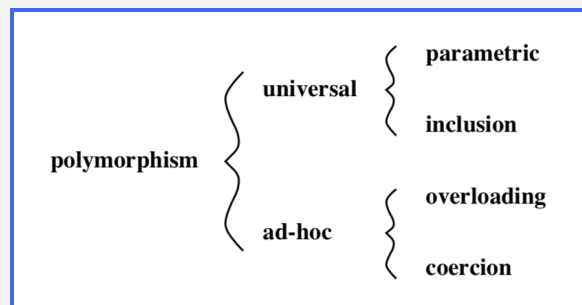 parametric
universal
inclusion
polymorphism
overloading
ad-hoc
coercion